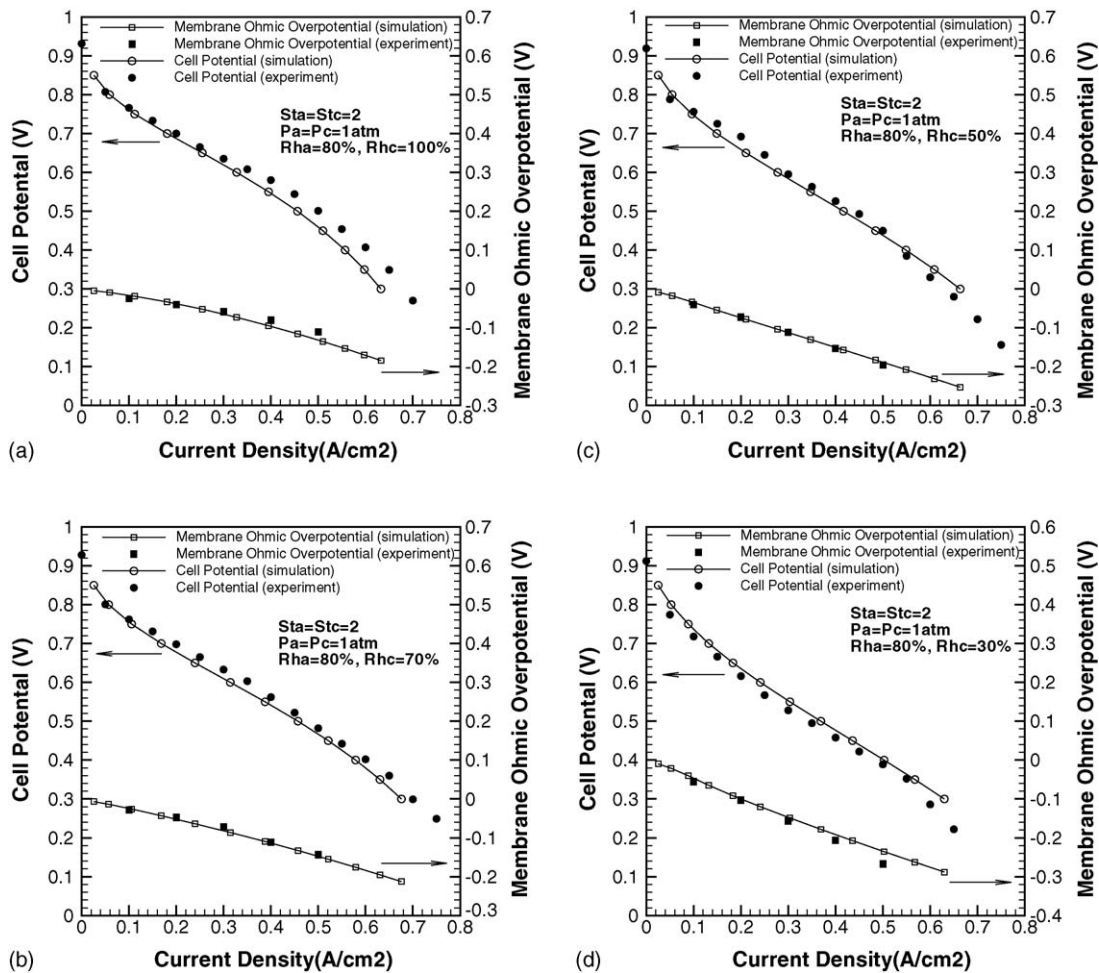 Membrane Ohmic Overpotential (simulation)
Membrane Ohmic Overpotential (experiment)
Cell Potential (simulation)
Cell Potential (experiment)
Sta=Stc=2
Pa=Pc=1atm
Rha=80%, Rhc=100%
Cell Potential (V)
1
0.9
0.8
0.7
0.6
0.5
0.4
0.3
0.2
0.1
0
0.7
0.6
0.5
0.4
0.3
0.2
0.1
0
-0.1
-0.2
-0.3
Membrane Ohmic Overpotential (V)
0.1 0.2 0.3 0.4 0.5 0.6 0.7 0.8
Current Density(A/cm2)
(a)
Membrane Ohmic Overpotential (simulation)
Membrane Ohmic Overpotential (experiment)
Cell Potential (simulation)
Cell Potential (experiment)
Sta=Stc=2
Pa=Pc=1atm
Rha=80%, Rhc=50%
Cell Potential (V)
1
0.9
0.8
0.7
0.6
0.5
0.4
0.3
0.2
0.1
0
0.7
0.6
0.5
0.4
0.3
0.2
0.1
0
-0.1
-0.2
-0.3
Membrane Ohmic Overpotential (V)
0.1 0.2 0.3 0.4 0.5 0.6 0.7 0.8
Current Density(A/cm2)
(c)
Membrane Ohmic Overpotential (simulation)
Membrane Ohmic Overpotential (experiment)
Cell Potential (simulation)
Cell Potential (experiment)
Sta=Stc=2
Pa=Pc=1atm
Rha=80%, Rhc=70%
Cell Potential (V)
1
0.9
0.8
0.7
0.6
0.5
0.4
0.3
0.2
0.1
0
0.7
0.6
0.5
0.4
0.3
0.2
0.1
0
-0.1
-0.2
-0.3
Membrane Ohmic Overpotential (V)
0.1 0.2 0.3 0.4 0.5 0.6 0.7 0.8
Current Density(A/cm2)
(b)
Membrane Ohmic Overpotential (simulation)
Membrane Ohmic Overpotential (experiment)
Cell Potential (simulation)
Cell Potential (experiment)
Sta=Stc=2
Pa=Pc=1atm
Rha=80%, Rhc=30%
Cell Potential (V)
1
0.9
0.8
0.7
0.6
0.5
0.4
0.3
0.2
0.1
0
0.6
0.5
0.4
0.3
0.2
0.1
0
-0.1
-0.2
-0.3
-0.4
Membrane Ohmic Overpotential (V)
0.1 0.2 0.3 0.4 0.5 0.6 0.7 0.8
Current Density(A/cm2)
(d)